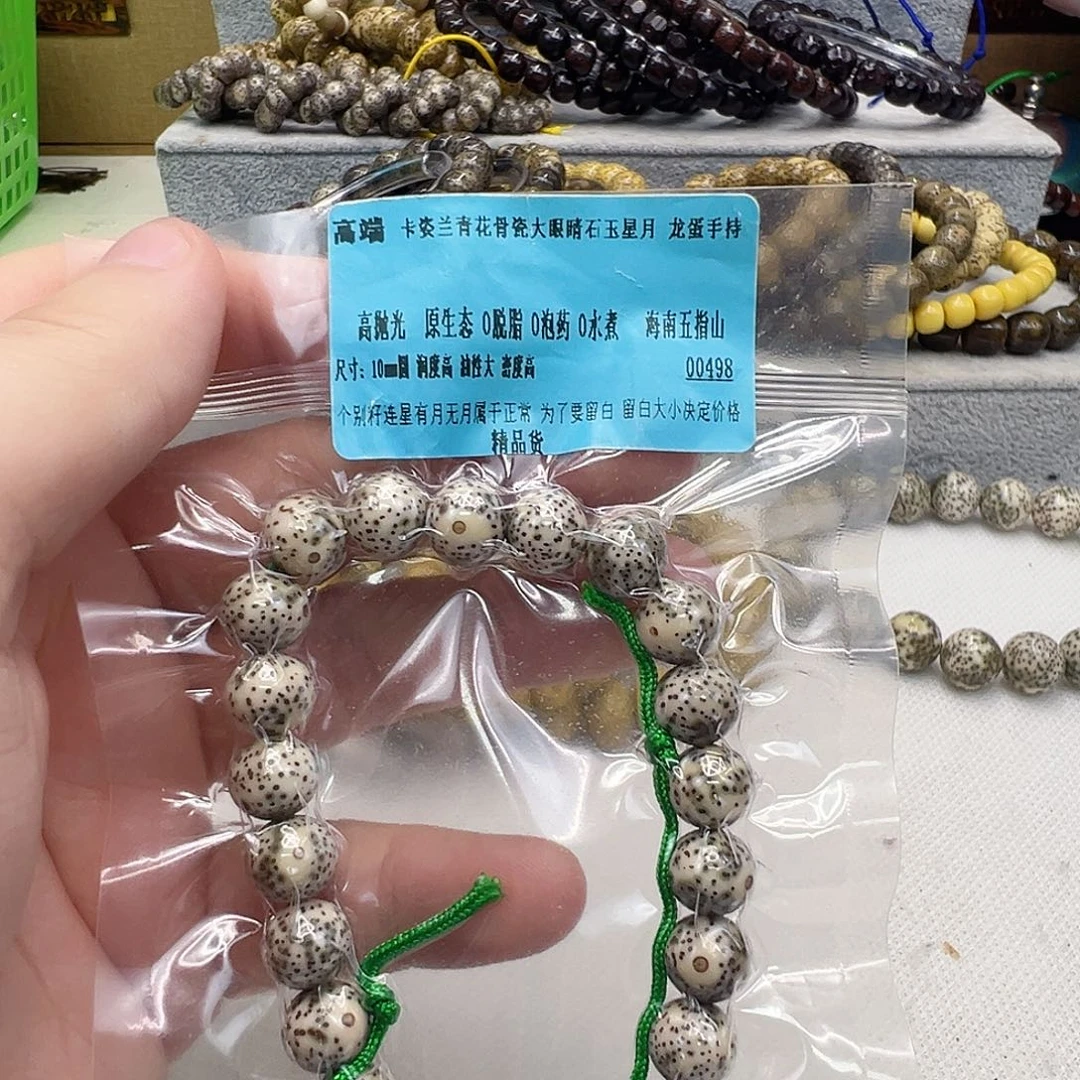 高端 卡姿兰青花骨瓷大眼睛石玉星月 龙蛋手持
高抛光 原生态 0脱脂 0泡药 0水煮 海南五指山
尺寸：10mm圆 润度高 油性大 密度高 00498
个别籽连星有月无月属于正常 为了要留白 留白大小决定价格
精品货